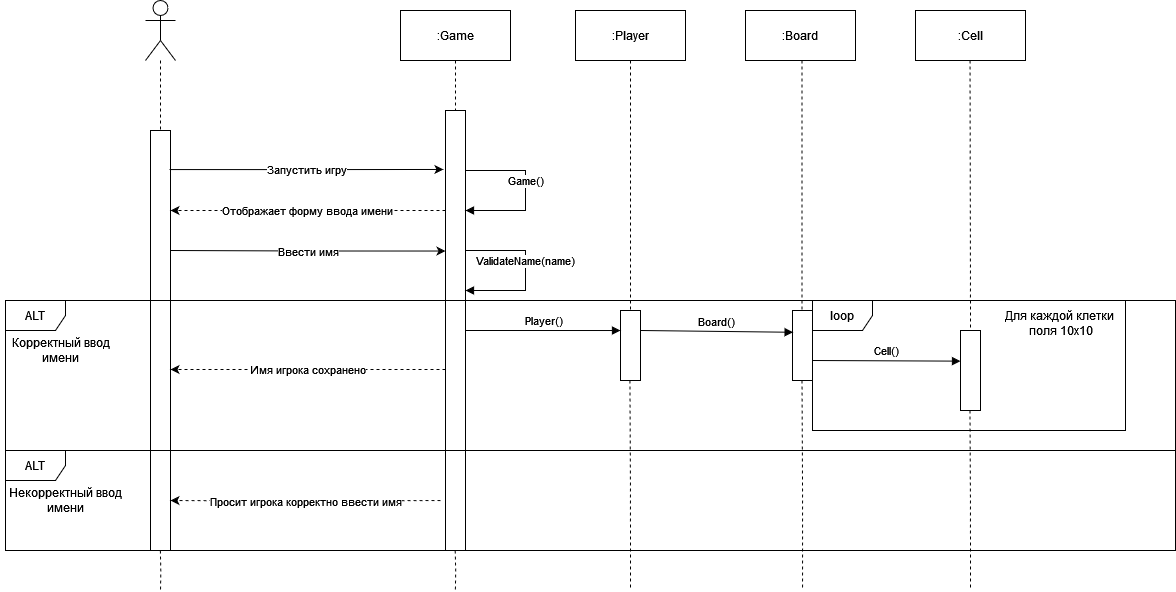 :Game
:Player
:Board
:Cell
Запустить игру
Game()
Отображает форму ввода имени
Ввести имя
ValidateName(name)
ALT
Корректный ввод
имени
Player()
Board()
loop
Для каждой клетки
поля 10x10
Cell()
Имя игрока сохранено
ALT
Некорректный ввод
имени
Просит игрока корректно ввести имя